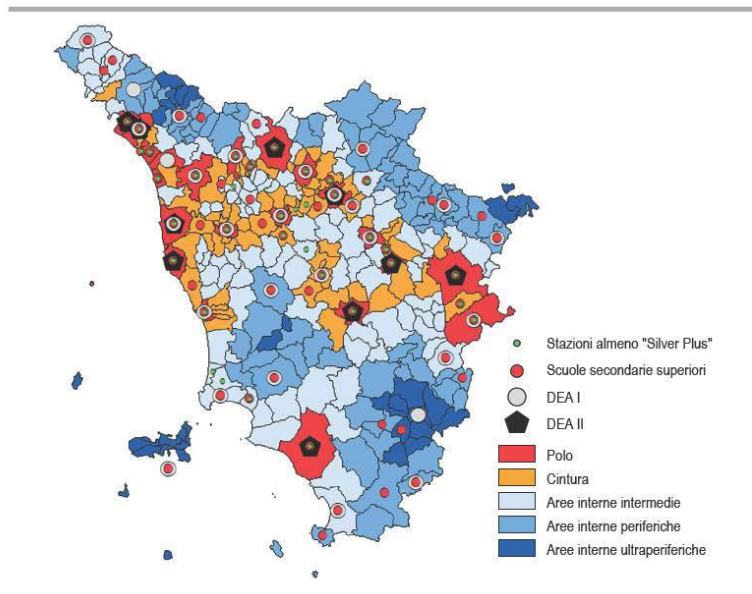 Stazioni almeno "Silver Plus"
Scuole secondarie superiori
DEA I
DEA II
Polo
Cintura
Aree interne intermedie
Aree interne periferiche
Aree interne ultraperiferiche